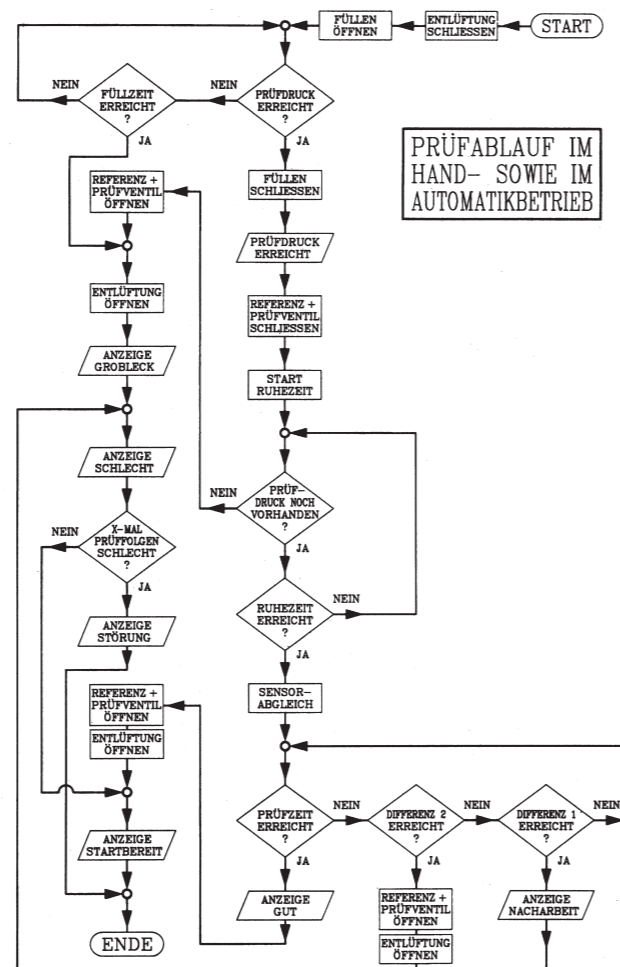 FÜLLEN
ÖFFNEN
ENTLÜFTUNG
SCHLIESSEN
START
NEIN
FÜLLZEIT
ERREICHT
?
NEIN
PRÜFDRUCK
ERREICHT
?
JA
JA
PRÜFABLAUF IM
HAND- SOWIE IM
AUTOMATIKBETRIEB
REFERENZ +
PRÜFVENTIL
ÖFFNEN
FÜLLEN
SCHLIESSEN
PRÜFDRUCK
ERREICHT
ENTLÜFTUNG
ÖFFNEN
REFERENZ +
PRÜFVENTIL
SCHLIESSEN
ANZEIGE
GROBLECK
START
RUHEZEIT
ANZEIGE
SCHLECHT
NEIN
PRÜF-
DRUCK NOCH
VORHANDEN
?
JA
NEIN
X-MAL
PRÜFFOLGEN
SCHLECHT
?
JA
RUHEZEIT
ERREICHT
?
NEIN
JA
ANZEIGE
STÖRUNG
REFERENZ +
PRÜFVENTIL
ÖFFNEN
SENSOR-
ABGLEICH
ENTLÜFTUNG
ÖFFNEN
PRÜFZEIT
ERREICHT
?
NEIN
DIFFERENZ 2
ERREICHT
?
NEIN
DIFFERENZ 1
ERREICHT
?
NEIN
JA
JA
JA
ANZEIGE
STARTBEREIT
ANZEIGE
GUT
REFERENZ +
PRÜFVENTIL
ÖFFNEN
ANZEIGE
NACHARBEIT
ENDE
ENTLÜFTUNG
ÖFFNEN